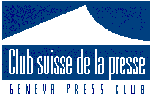 Club suisse de la presse
GENEVA PRESS CLUB